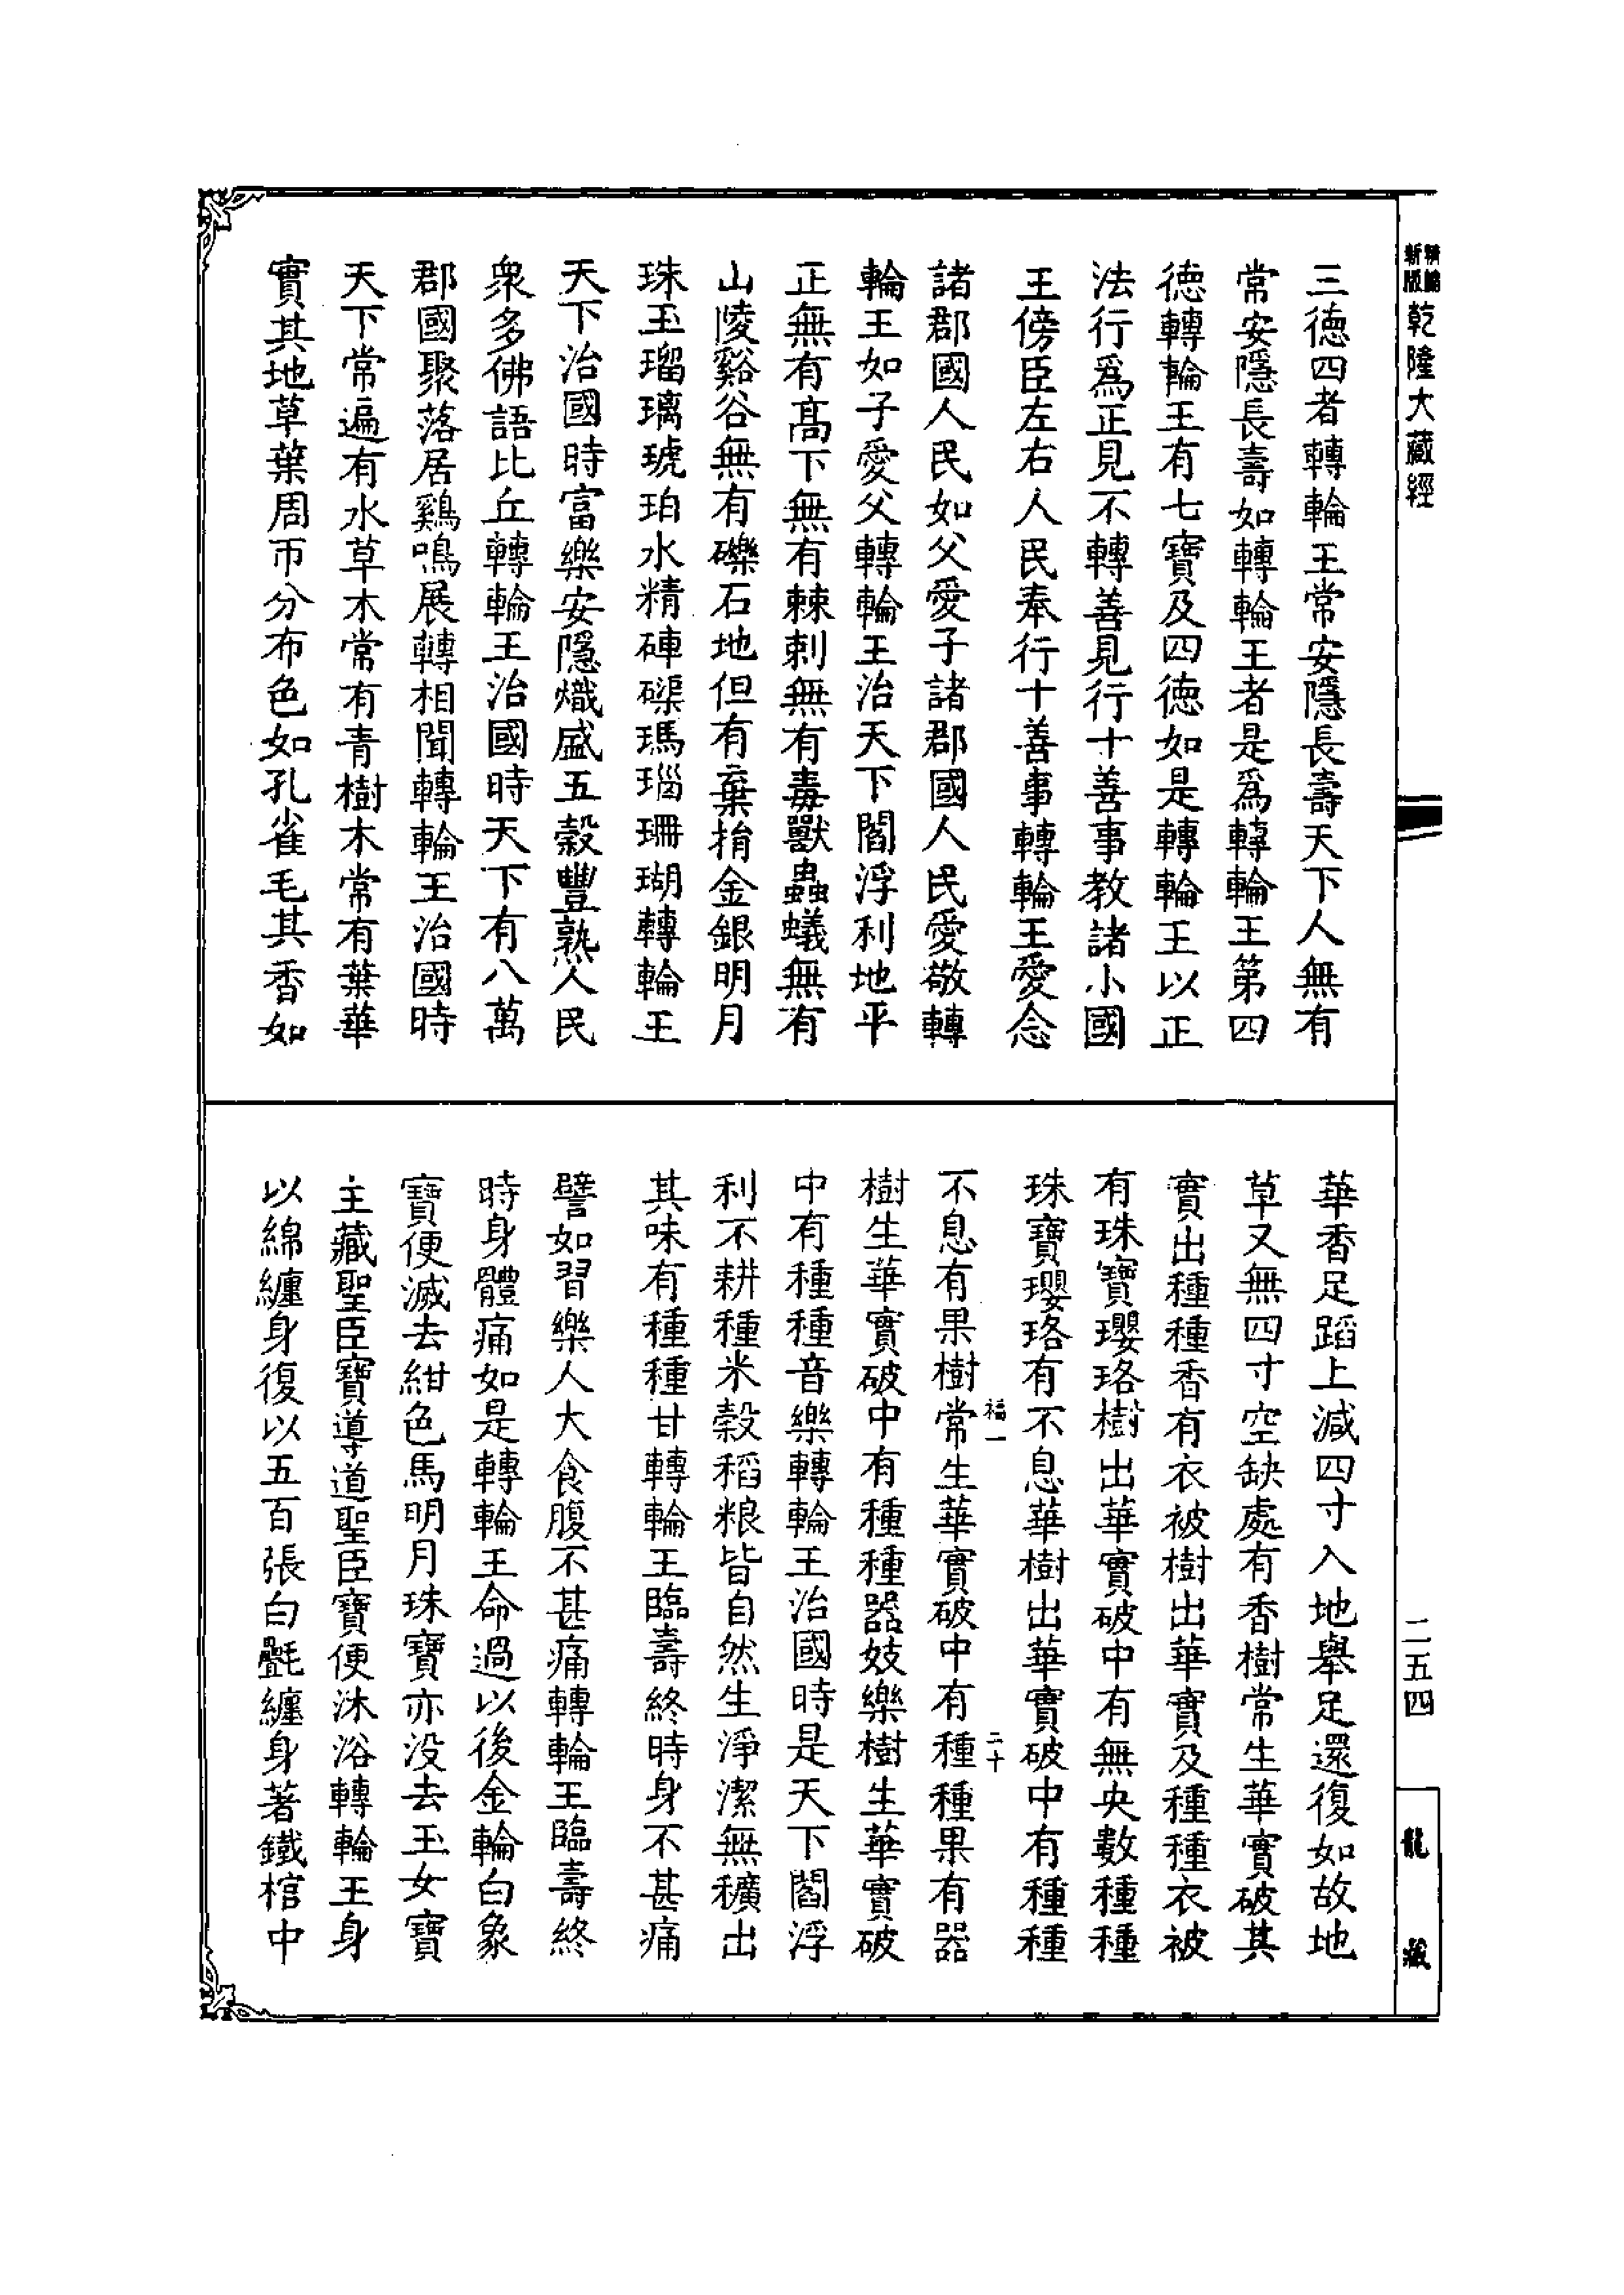 精緻
新版
乾隆大藏經
三德四者轉輪王常安隱長壽天下人無有
常安隱長壽如轉輪王者是爲轉輪王第四
德轉輪王有七寶及四德如是轉輪王以正
法行爲正見不轉善見行十善事教諸小國
王傍臣左右人民奉行十善事轉輪王愛念
諸郡國人民如父愛子諸郡國人民愛敬轉
輪王如子愛父轉輪王治天下閻浮利地平
正無有高下無有棘刺無有毒獸蟲蟻無有
山陵谿谷無有礫石地但有棄捐金銀明月
珠玉瑠璃琥珀水精硨磲瑪瑙珊瑚轉輪王
天下治國時富樂安隱熾盛五穀豐熟人民
衆多佛語比丘轉輪王治國時天下有八萬
郡國聚落居鷄鳴展轉相聞轉輪王治國時
天下常遍有水草木常有青樹木常有葉華
實其地草葉周帀分布色如孔雀毛其香如
華香足蹈上減四寸入地舉足還復如故地
草又無四寸空缺處有香樹常生華實破其
實出種種香有衣被樹出華實及種種衣被
有珠寶瓔珞樹出華實破中有無央數種種
珠寶瓔珞有不息華樹出華實破中有種種
福一
二十
不息有果樹常生華實破中有種種果有器
樹生華實破中有種種器妓樂樹生華實破
中有種種音樂轉輪王治國時是天下閻浮
利不耕種米穀稻粮皆自然生淨潔無穬出
其味有種種甘轉輪王臨壽終時身不甚痛
譬如習樂人大食腹不甚痛轉輪王臨壽終
時身體痛如是轉輪王命過以後金輪白象
寶便滅去紺色馬明月珠寶亦没去玉女寶
主藏聖臣寶導道聖臣寶便沐浴轉輪王身
以綿纏身復以五百張白㲲纏身著鐵棺中
二五四
龍藏